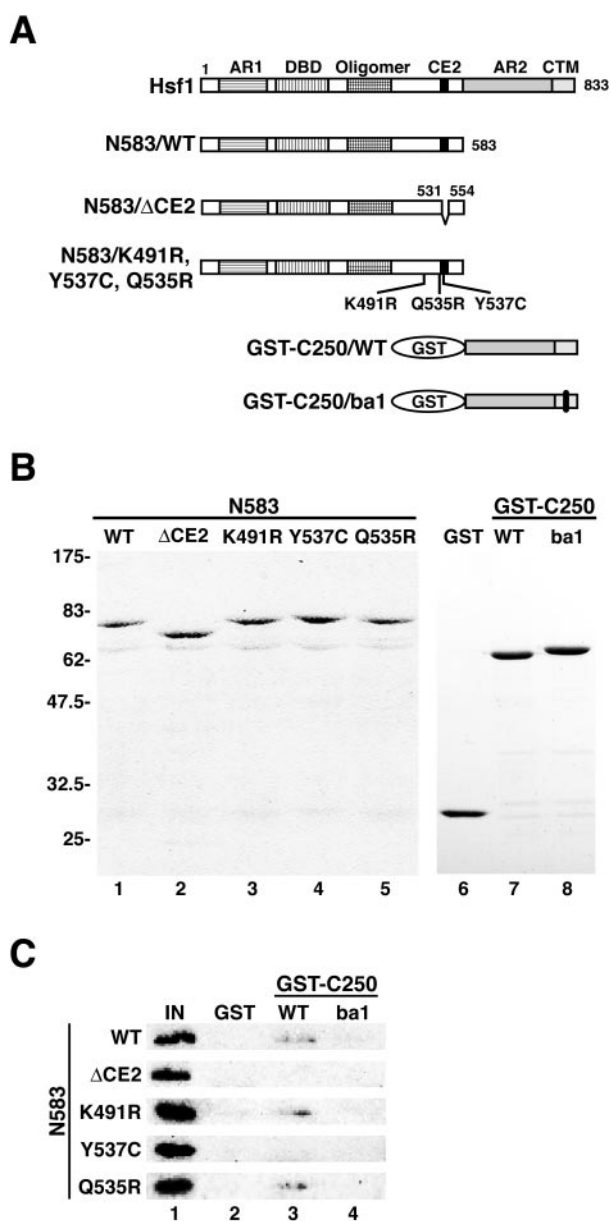 A
1 AR1 DBD Oligomer CE2 AR2 CTM
Hsf1 833
N583/WT 583
531 554
N583/ΔCE2
N583/K491R,
Y537C, Q535R
K491R Q535R Y537C
GST-C250/WT GST
GST-C250/ba1 GST
B
N583 GST-C250
WT ΔCE2 K491R Y537C Q535R GST WT ba1
175-
83-
62-
47.5-
32.5-
25-
1 2 3 4 5 6 7 8
C
GST-C250
IN GST WT ba1
N583
WT
ΔCE2
K491R
Y537C
Q535R
1 2 3 4